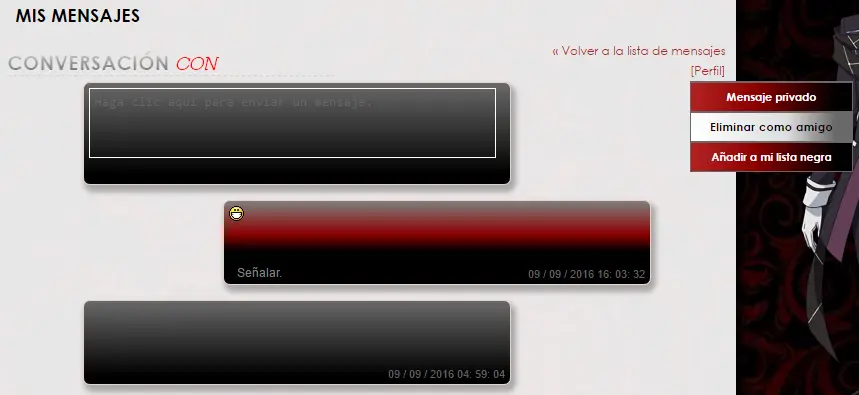 MIS MENSAJES
« Volver a la lista de mensajes
CONVERSACIÓN CON
[Perfil]
Mensaje privado
Eliminar como amigo
Añadir a mi lista negra
Haga clic aquí para enviar un mensaje.
Señalar.
09 / 09 / 2016 16: 03: 32
09 / 09 / 2016 04: 59: 04